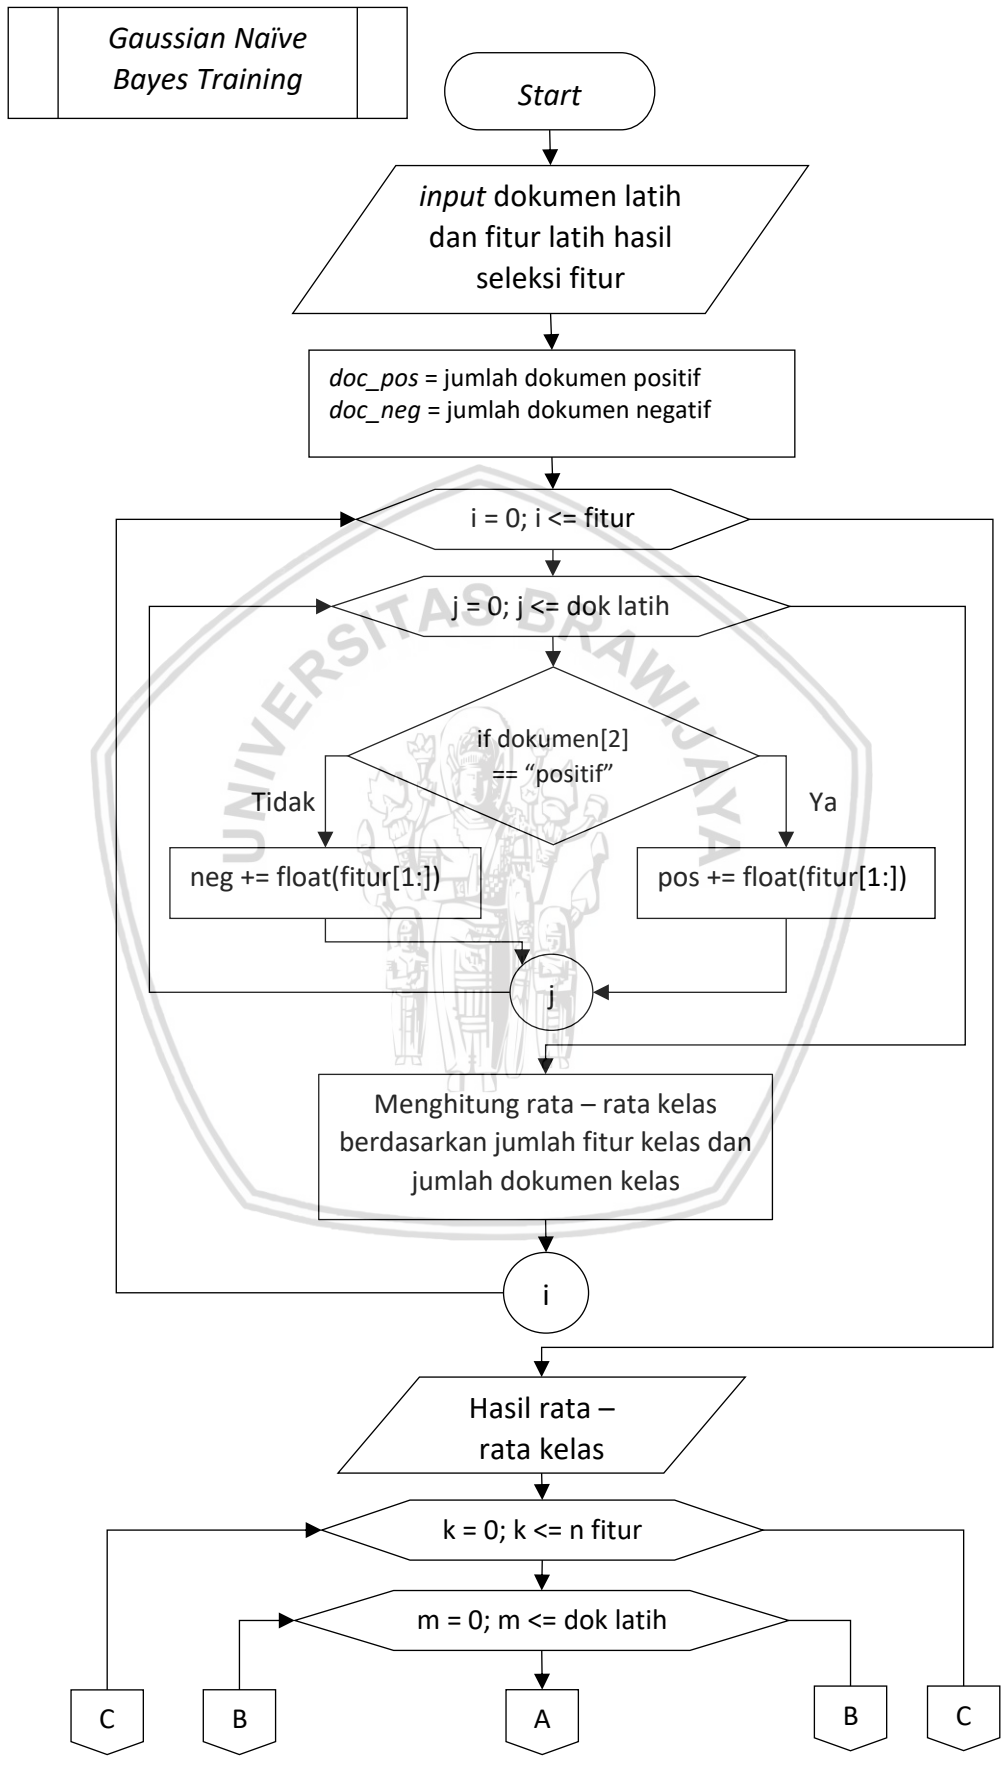 Gaussian Naïve
Bayes Training
Start
input dokumen latih
dan fitur latih hasil
seleksi fitur
doc_pos = jumlah dokumen positif
doc_neg = jumlah dokumen negatif
i = 0; i <= fitur
j = 0; j <= dok latih
UNIVERSITAS BRAWIJAYA
if dokumen[2]
== “positif”
Tidak
Ya
neg += float(fitur[1:])
pos += float(fitur[1:])
j
Menghitung rata – rata kelas
berdasarkan jumlah fitur kelas dan
jumlah dokumen kelas
i
Hasil rata –
rata kelas
k = 0; k <= n fitur
m = 0; m <= dok latih
C
B
A
B
C